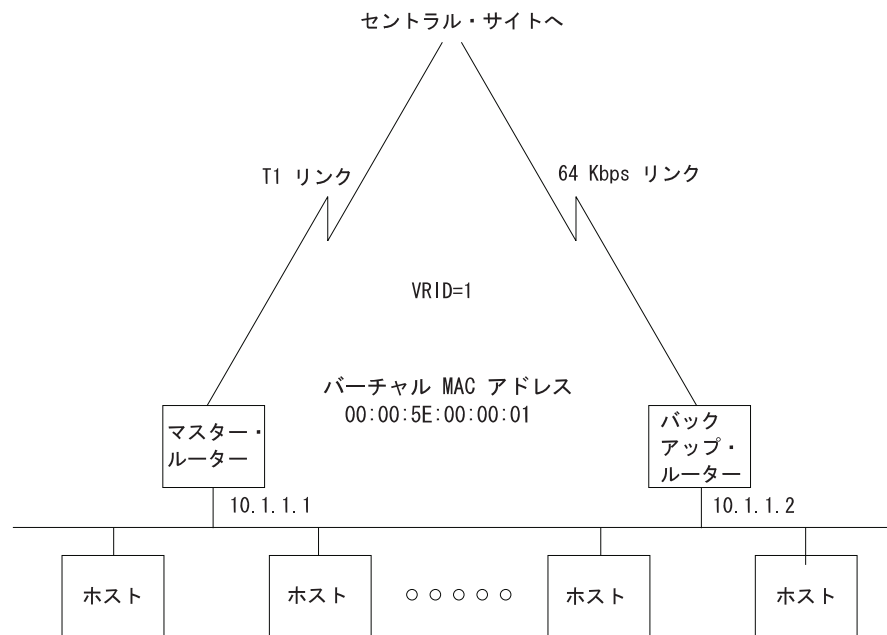 セントラル・サイトへ
T1 リンク
64 Kbps リンク
VRID=1
バーチャル MAC アドレス
00:00:5E:00:00:01
マスター・
ルーター
バック
アップ・
ルーター
10.1.1.1
10.1.1.2
ホスト
ホスト
ホスト
ホスト